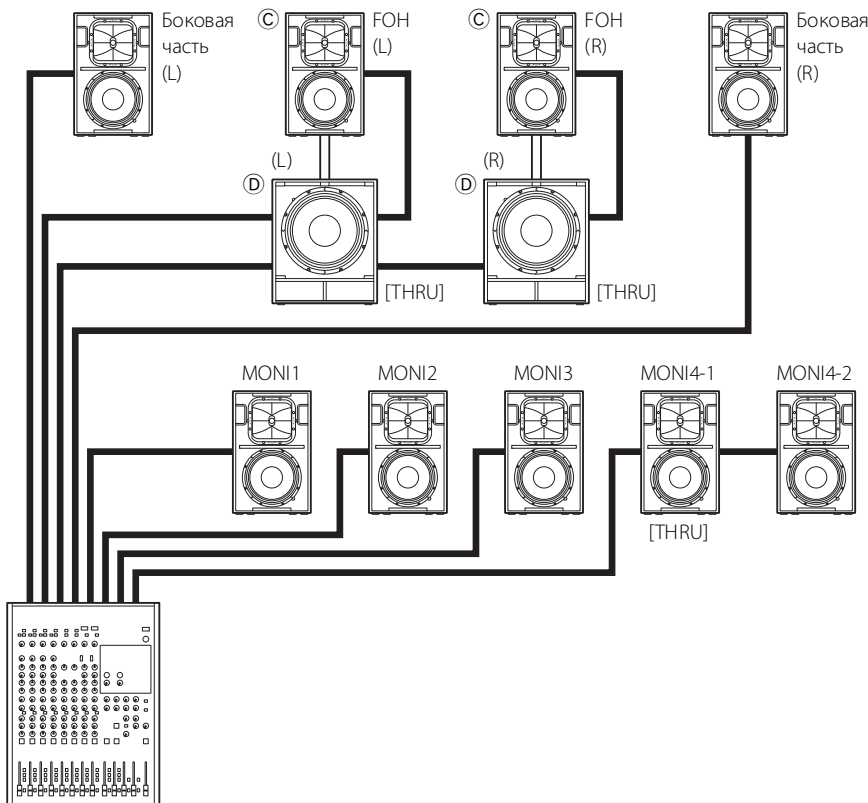 Боковая
часть
(L)
Ⓒ
FOH
(L)
Ⓒ
FOH
(R)
Боковая
часть
(R)
(L)
Ⓓ
(R)
Ⓓ
[THRU]
[THRU]
MONI1
MONI2
MONI3
MONI4-1
MONI4-2
[THRU]